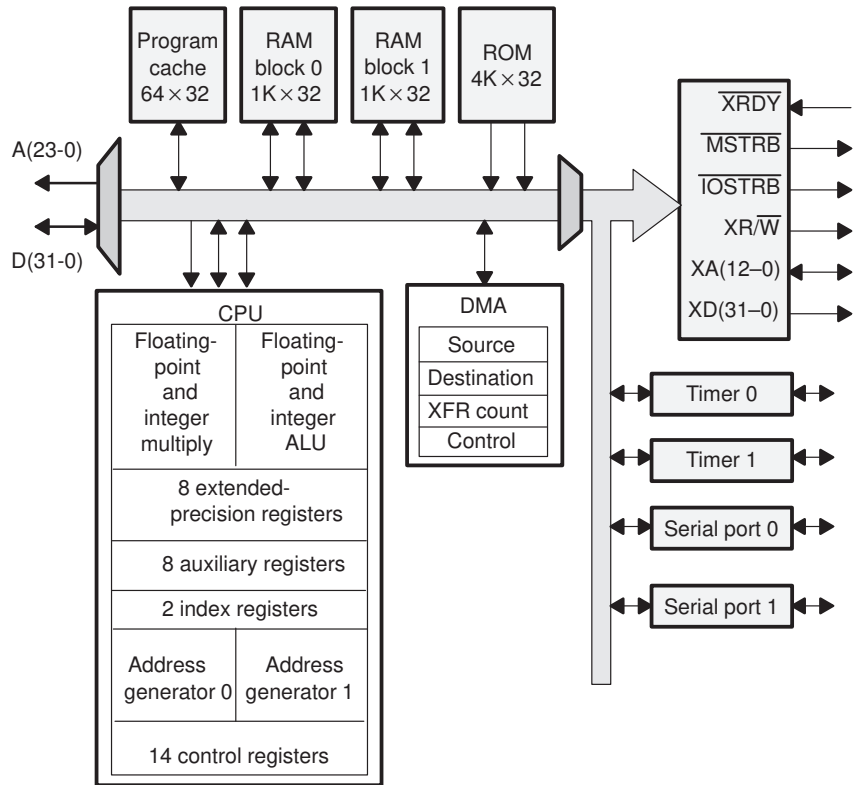 Program
cache
64 × 32
RAM
block 0
1K × 32
RAM
block 1
1K × 32
ROM
4K × 32
A(23-0)
D(31-0)
X̅R̅D̅Y̅
M̅S̅T̅R̅B̅
I̅O̅S̅T̅R̅B̅
XR/W̅
XA(12–0)
XD(31–0)
CPU
Floating-
point
and
integer
multiply
Floating-
point
and
integer
ALU
8 extended-
precision registers
8 auxiliary registers
2 index registers
Address
generator 0
Address
generator 1
14 control registers
DMA
Source
Destination
XFR count
Control
Timer 0
Timer 1
Serial port 0
Serial port 1